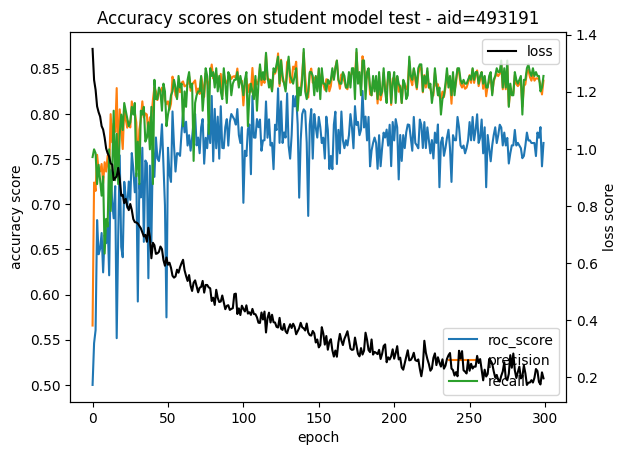 Accuracy scores on student model test - aid=493191
loss
accuracy score
0.85
0.80
0.75
0.70
0.65
0.60
0.55
0.50
1.4
1.2
1.0
0.8
0.6
0.4
0.2
loss score
roc_score
precision
recall
0
50
100
150
200
250
300
epoch